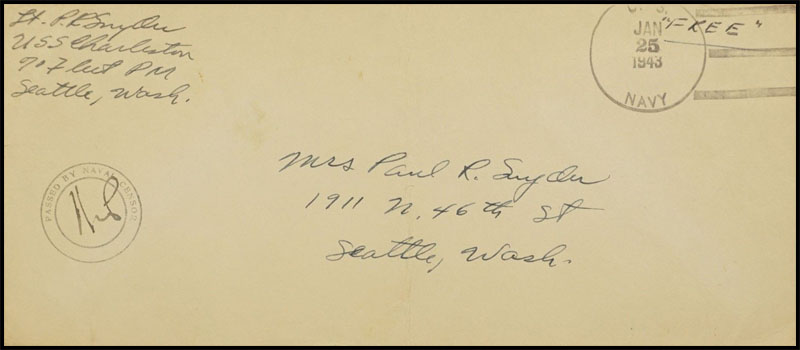 Lt. P.R. Snyder
USS Charleston
℅ Fleet PM
Seattle, Wash.
U. S.
JAN
25
1943
NAVY
"FREE"
PASSED BY NAVAL CENSOR
Mrs Paul R. Snyder
1911 N. 46th St
Seattle, Wash.